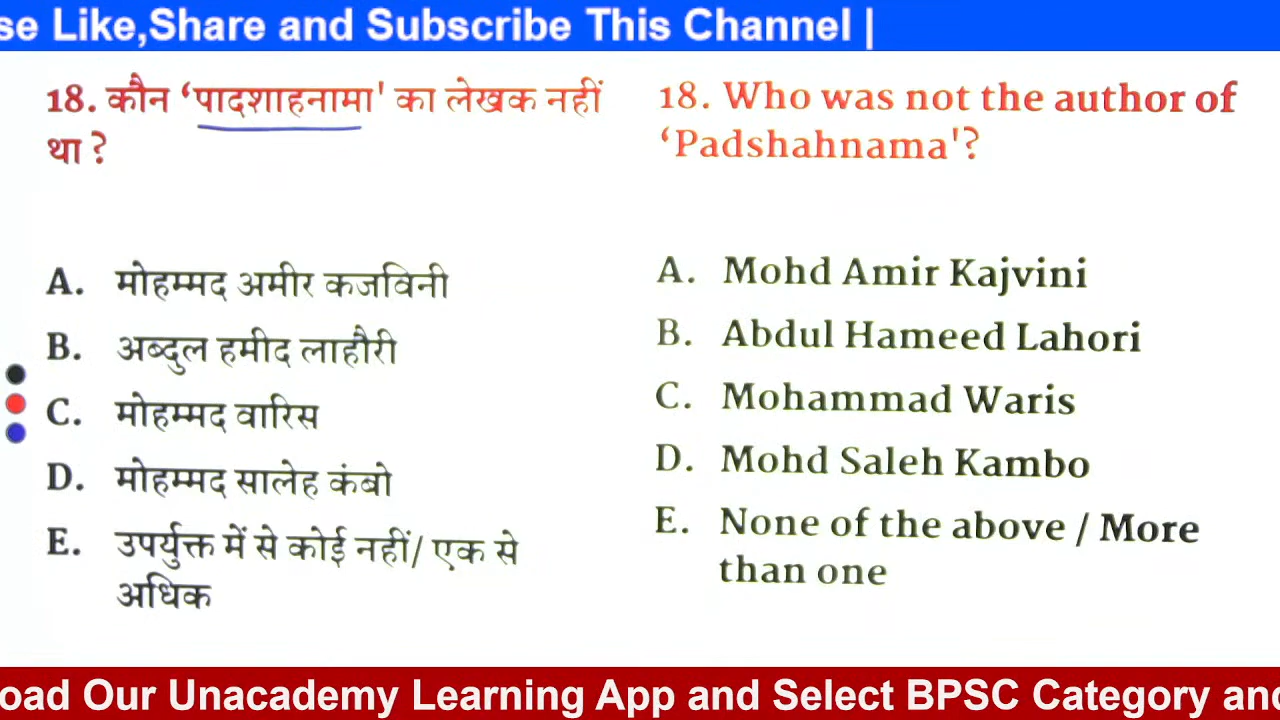 se Like,Share and Subscribe This Channel |
18. कौन ‘पादशाहनामा' का लेखक नहीं
था ?
A. मोहम्मद अमीर कजविनी
B. अब्दुल हमीद लाहौरी
C. मोहम्मद वारिस
D. मोहम्मद सालेह कंबो
E. उपर्युक्त में से कोई नहीं/ एक से
अधिक
18. Who was not the author of
‘Padshahnama'?
A. Mohd Amir Kajvini
B. Abdul Hameed Lahori
C. Mohammad Waris
D. Mohd Saleh Kambo
E. None of the above / More
than one
oad Our Unacademy Learning App and Select BPSC Category and